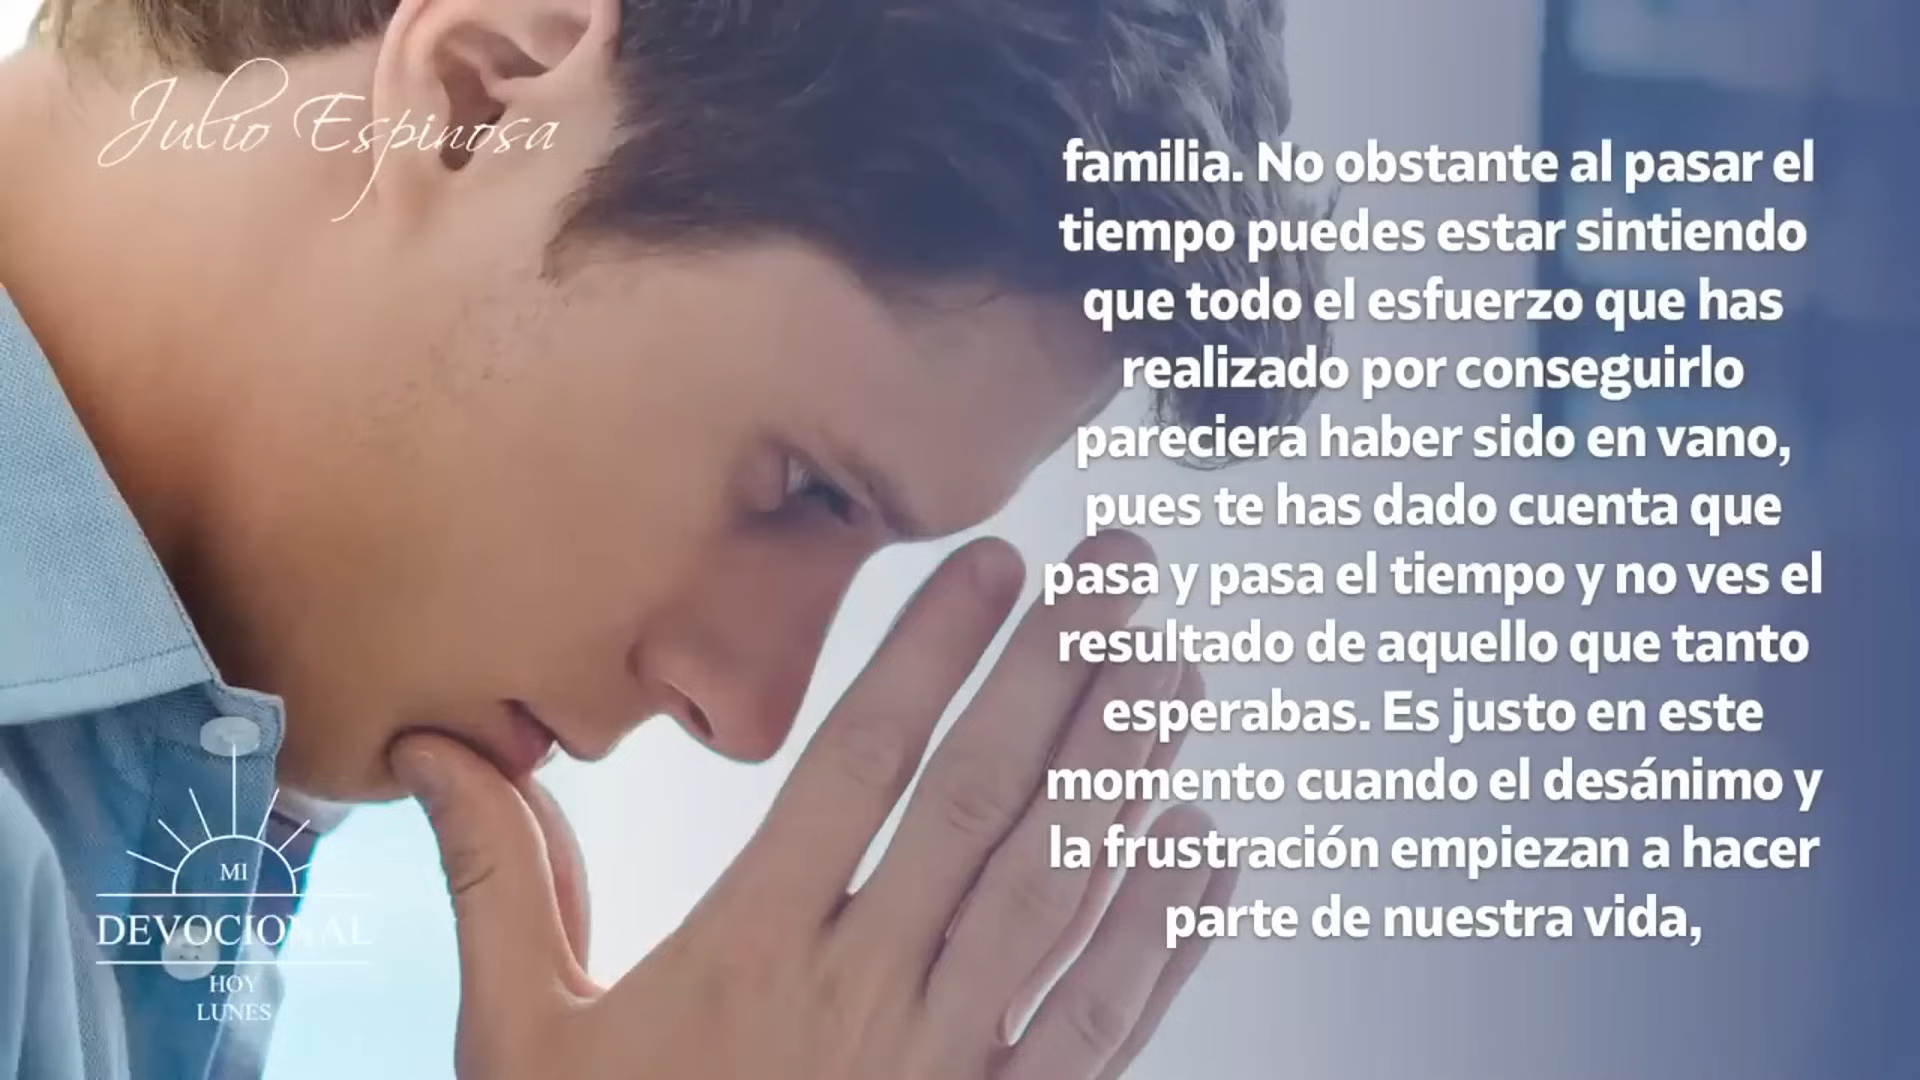 Julio Espinosa
familia. No obstante al pasar el
tiempo puedes estar sintiendo
que todo el esfuerzo que has
realizado por conseguirlo
pareciera haber sido en vano,
pues te has dado cuenta que
pasa y pasa el tiempo y no ves el
resultado de aquello que tanto
esperabas. Es justo en este
momento cuando el desánimo y
la frustración empiezan a hacer
parte de nuestra vida,
MI
DEVOCIONAL
HOY
LUNES